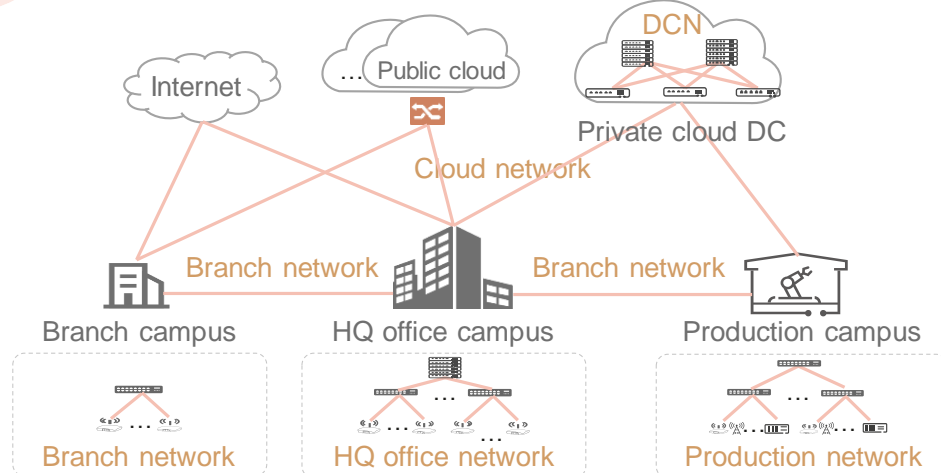 DCN
Internet
... Public cloud
Private cloud DC
Cloud network
Branch network
Branch network
Branch campus
HQ office campus
Production campus
...
...
...
...
...
...
...
...
Branch network
HQ office network
Production network